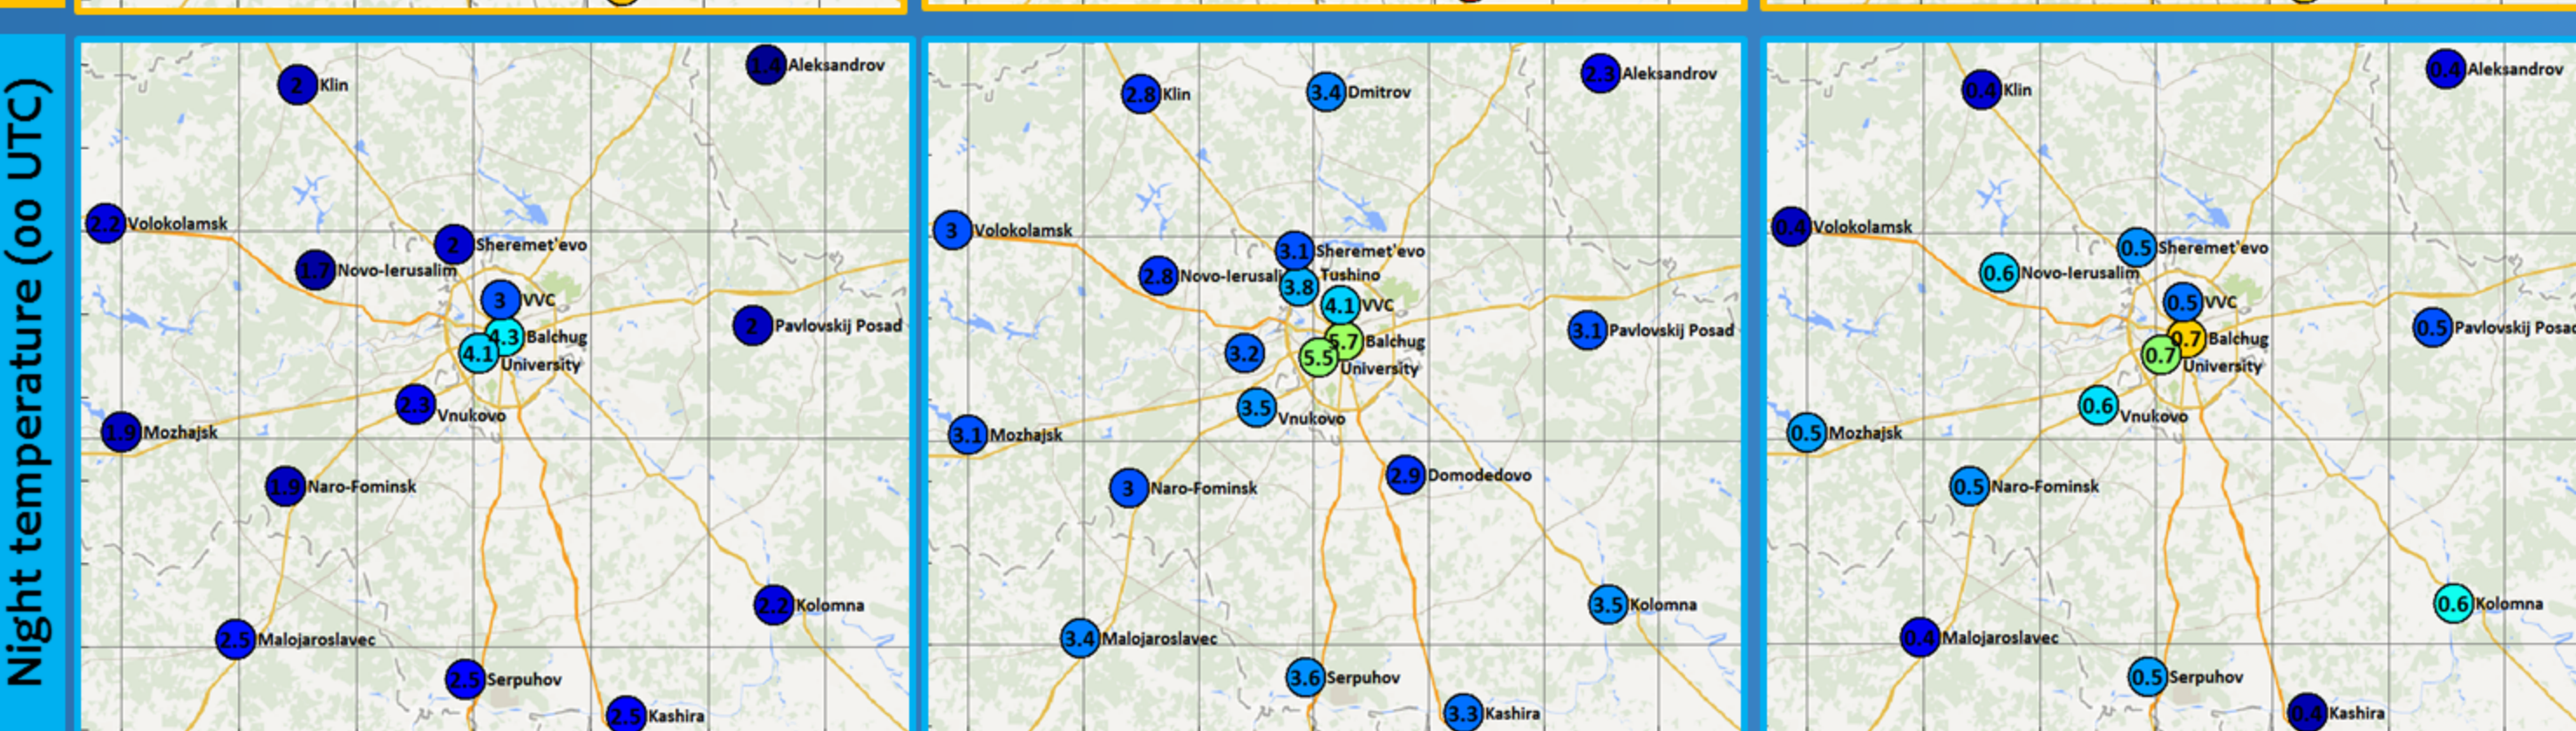 Night temperature (00 UTC)
1.4 Aleksandrov
2 Klin
2.2 Volokolamsk
2 Sheremet'evo
1.7 Novo-Ierusalim
3 VVC
2 Pavlovskij Posad
4.3 Balchug
4.1 University
2.3 Vnukovo
1.9 Mozhajsk
1.9 Naro-Fominsk
2.2 Kolomna
2.5 Malojaroslavec
2.5 Serpuhov
2.5 Kashira
2.3 Aleksandrov
2.8 Klin
3.4 Dmitrov
3 Volokolamsk
3.1 Sheremet'evo
2.8 Novo-Ierusali
3.8 Tushino
4.1 VVC
3.1 Pavlovskij Posad
5.7 Balchug
3.2
5.5 University
3.5 Vnukovo
3.1 Mozhajsk
2.9 Domodedovo
3 Naro-Fominsk
3.5 Kolomna
3.4 Malojaroslavec
3.6 Serpuhov
3.3 Kashira
0.4 Aleksandrov
0.4 Klin
0.4 Volokolamsk
0.5 Sheremet'evo
0.6 Novo-Ierusalim
0.5 VVC
0.5 Pavlovskij Posad
0.7 Balchug
0.7 University
0.6 Vnukovo
0.5 Mozhajsk
0.5 Naro-Fominsk
0.6 Kolomna
0.4 Malojaroslavec
0.5 Serpuhov
0.4 Kashira